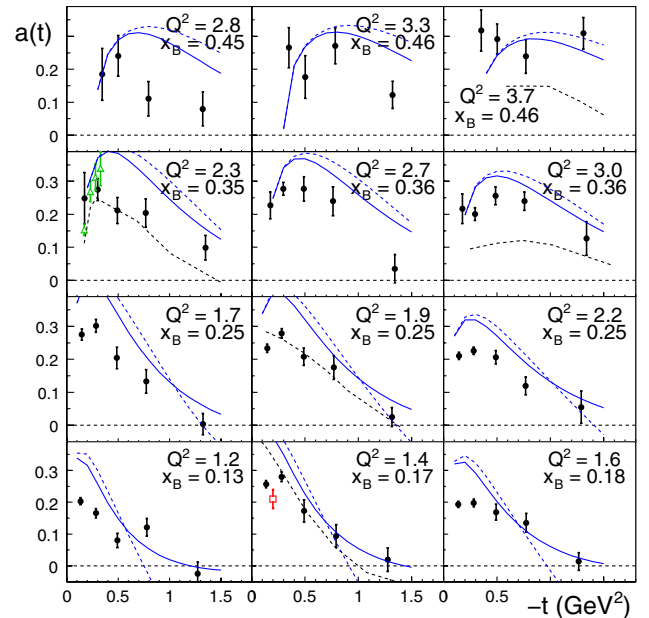 a(t)
Q² = 2.8
x_B = 0.45
Q² = 3.3
x_B = 0.46
Q² = 3.7
x_B = 0.46
0.3
0.2
0.1
0
Q² = 2.3
x_B = 0.35
Q² = 2.7
x_B = 0.36
Q² = 3.0
x_B = 0.36
0.3
0.2
0.1
0
Q² = 1.7
x_B = 0.25
Q² = 1.9
x_B = 0.25
Q² = 2.2
x_B = 0.25
0.3
0.2
0.1
0
Q² = 1.2
x_B = 0.13
Q² = 1.4
x_B = 0.17
Q² = 1.6
x_B = 0.18
0.3
0.2
0.1
0
0 0.5 1 1.5 0 0.5 1 1.5 0 0.5 1 1.5
−t (GeV²)